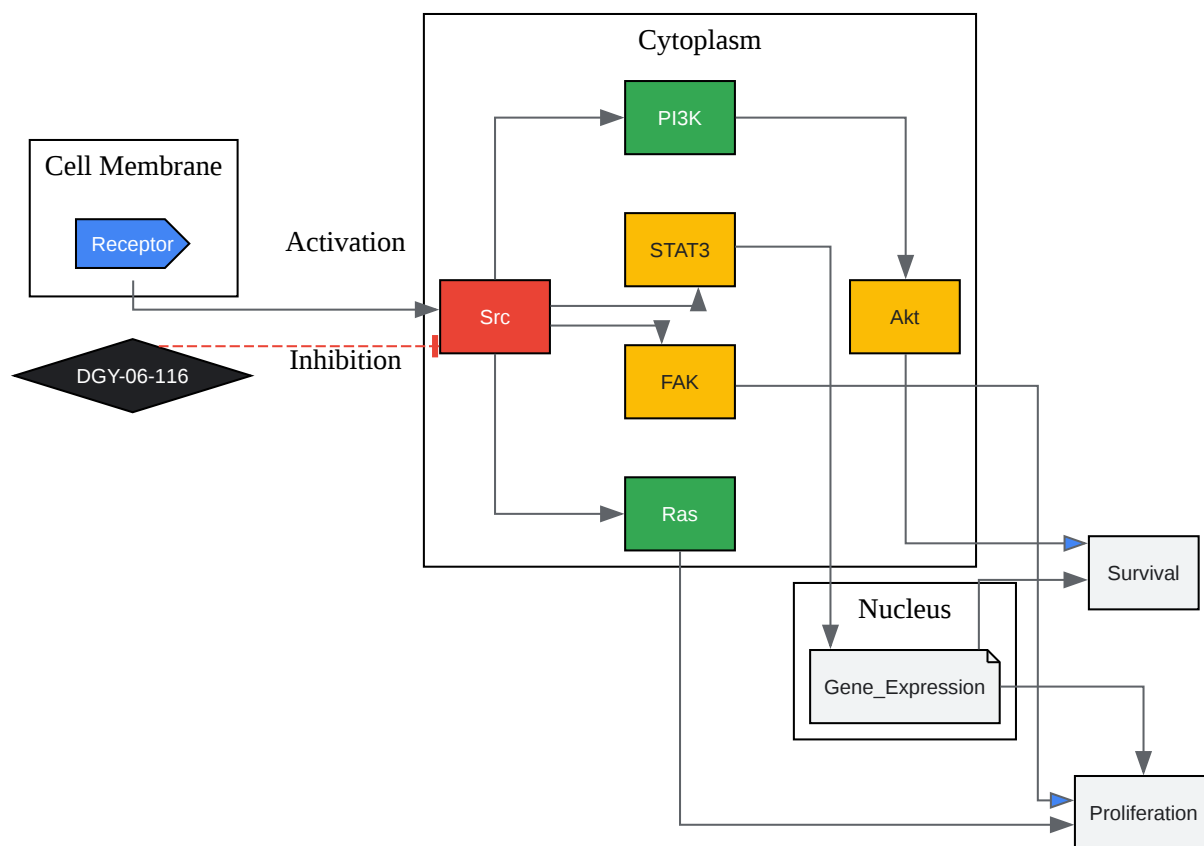 Cytoplasm
PI3K
Cell Membrane
Receptor
Activation
STAT3
Src
Akt
Inhibition
DGY-06-116
FAK
Ras
Survival
Nucleus
Gene_Expression
Proliferation